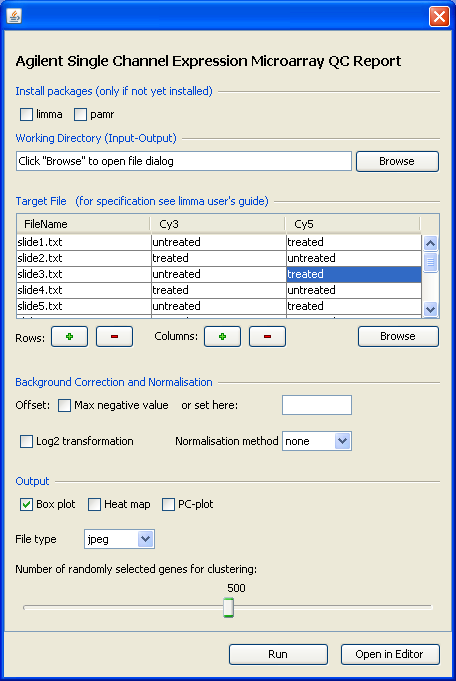 Agilent Single Channel Expression Microarray QC Report
Install packages (only if not yet installed)
limma pamr
Working Directory (Input-Output)
Click "Browse" to open file dialog Browse
Target File (for specification see limma user's guide)
FileName Cy3 Cy5
slide1.txt untreated treated
slide2.txt treated untreated
slide3.txt untreated treated
slide4.txt treated untreated
slide5.txt untreated treated
Rows: + - Columns: + - Browse
Background Correction and Normalisation
Offset: Max negative value or set here:
Log2 transformation Normalisation method none
Output
Box plot Heat map PC-plot
File type jpeg
Number of randomly selected genes for clustering:
500
Run Open in Editor